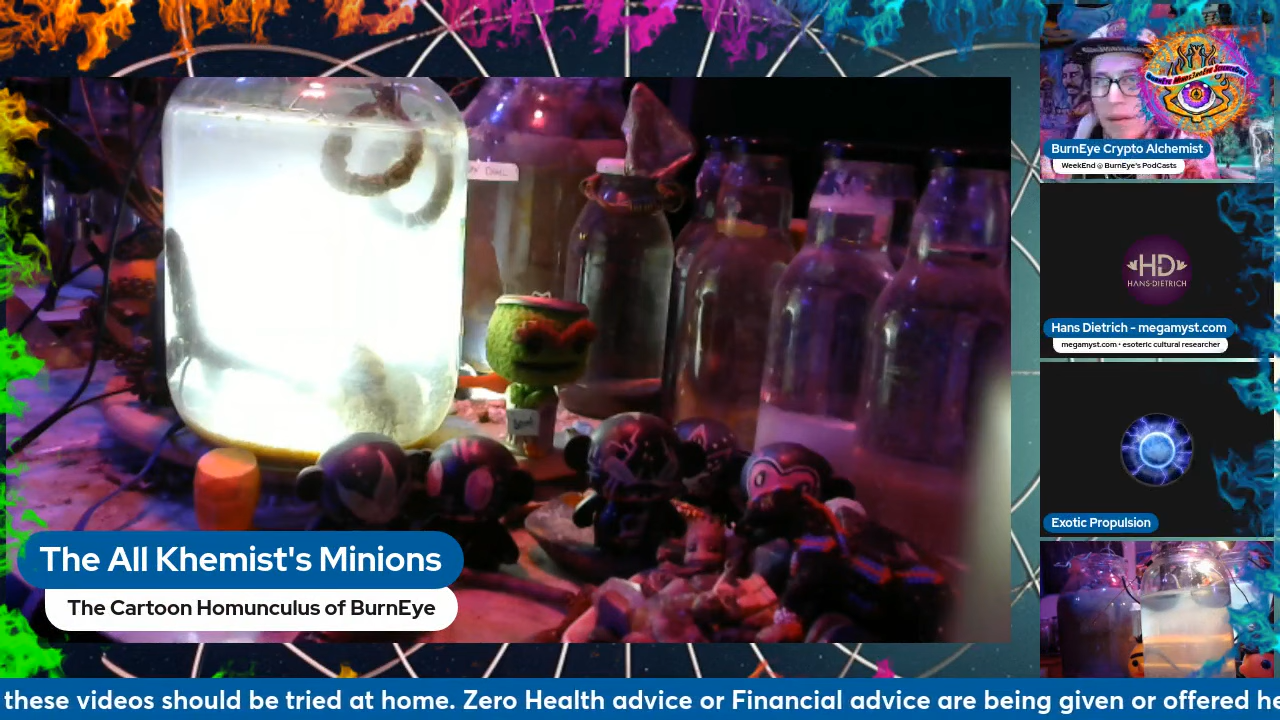 The All Khemist's Minions
The Cartoon Homunculus of BurnEye
BurnEye Crypto Alchemist
WeekEnd @ BurnEye's PodCasts
HD
HANS·DIETRICH
Hans Dietrich - megamyst.com
megamyst.com • esoteric cultural researcher
Exotic Propulsion
these videos should be tried at home. Zero Health advice or Financial advice are being given or offered he